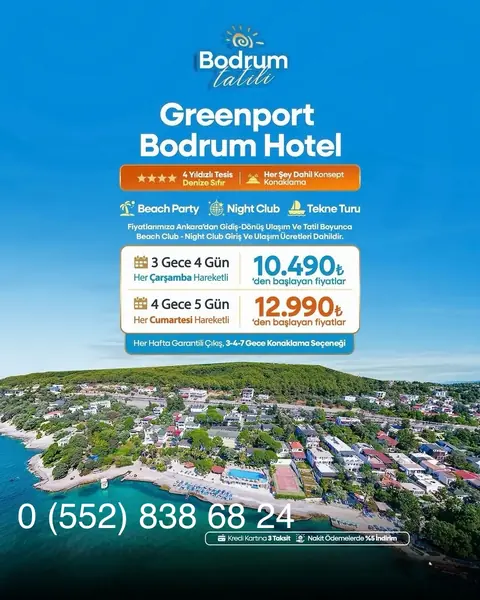 Bodrum
tatili
Greenport
Bodrum Hotel
4 Yıldızlı Tesis
Denize Sıfır
Her Şey Dahil Konsept
Konaklama
Beach Party
Night Club
Tekne Turu
Fiyatlarımıza Ankara'dan Gidiş-Dönüş Ulaşım Ve Tatil Boyunca
Beach Club - Night Club Giriş Ve Ulaşım Ücretleri Dahildir.
3 Gece 4 Gün
Her Çarşamba Hareketli
10.490₺
'den başlayan fiyatlar
4 Gece 5 Gün
Her Cumartesi Hareketli
12.990₺
'den başlayan fiyatlar
Her Hafta Garantili Çıkış, 3-4-7 Gece Konaklama Seçeneği
0 (552) 838 68 24
Kredi Kartına 3 Taksit
Nakit Ödemelerde %5 İndirim